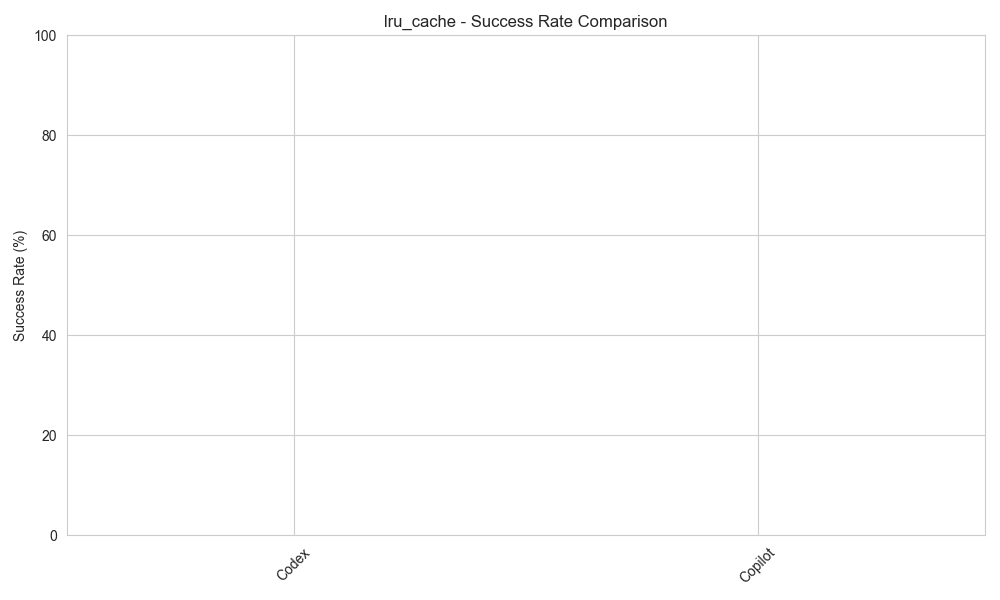 lru_cache - Success Rate Comparison
Success Rate (%)
100
80
60
40
20
0
Codex
Copilot